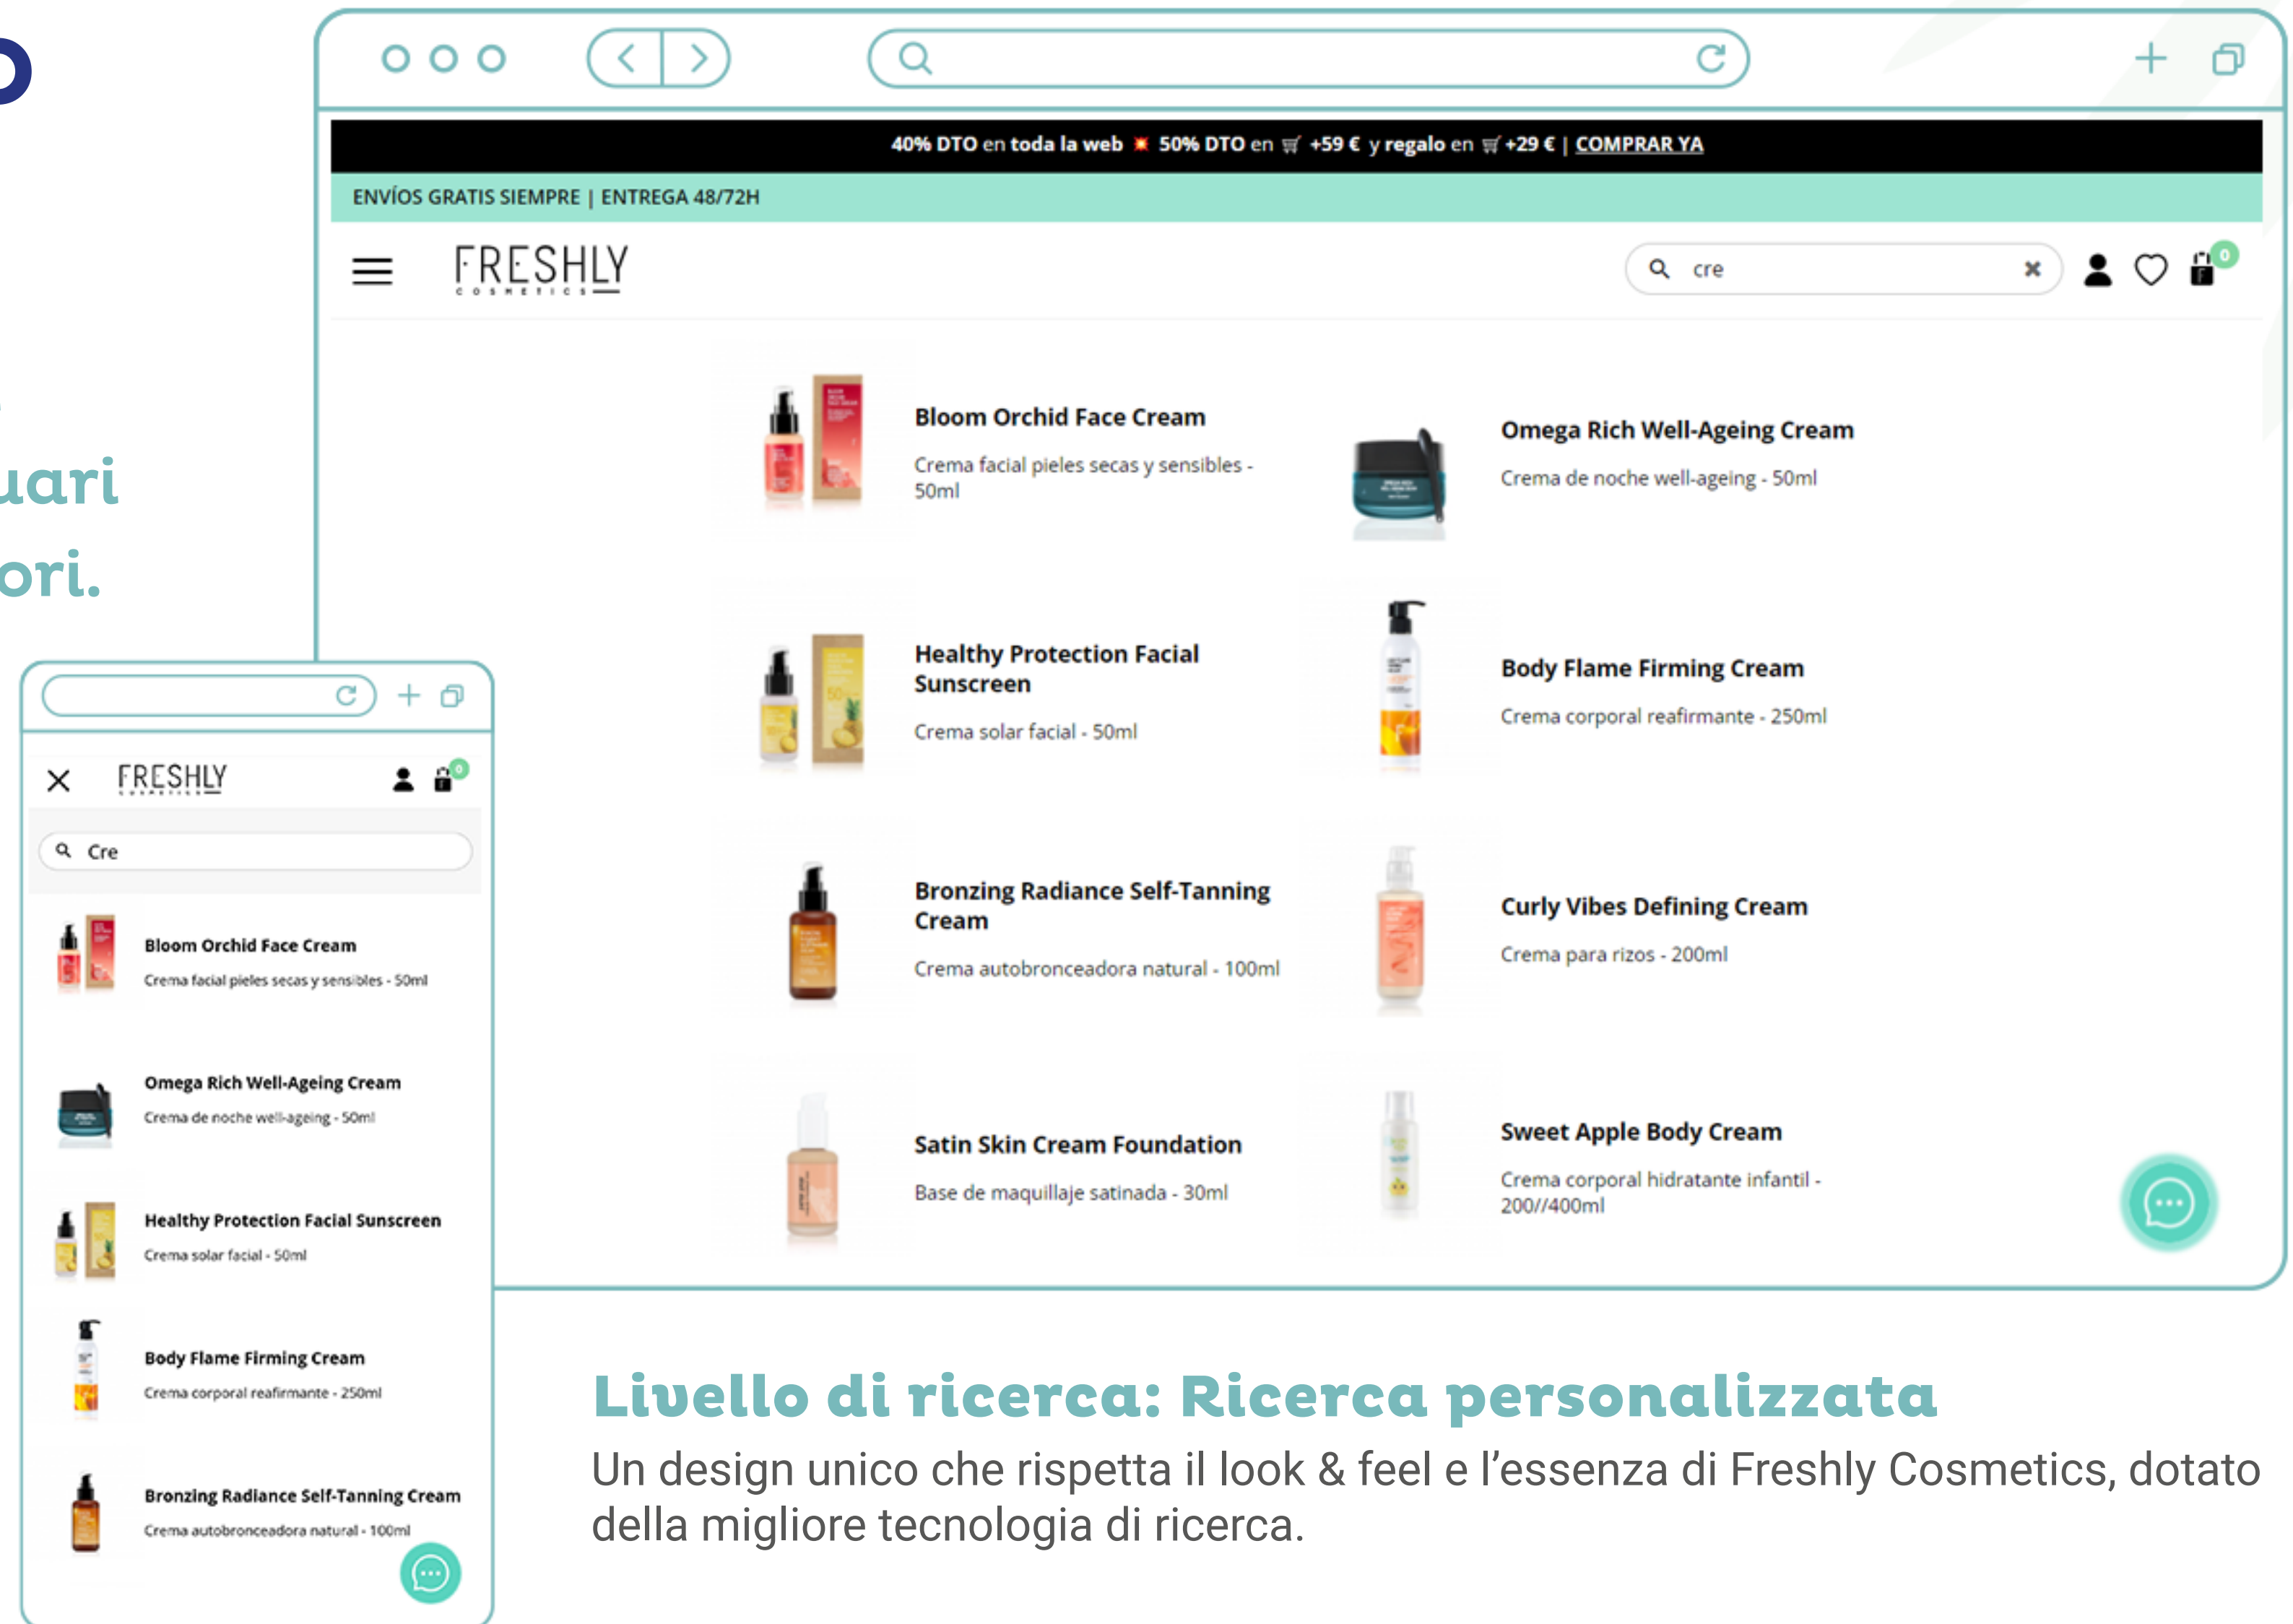 40% DTO en toda la web 💥 50% DTO en 🛒 +59 € y regalo en 🛒 +29 € | COMPRAR YA
ENVÍOS GRATIS SIEMPRE | ENTREGA 48/72H
FRESHLY
COSMETICS
cre
0
Bloom Orchid Face Cream
Crema facial pieles secas y sensibles -
50ml
Omega Rich Well-Ageing Cream
Crema de noche well-ageing - 50ml
Healthy Protection Facial
Sunscreen
Crema solar facial - 50ml
Body Flame Firming Cream
Crema corporal reafirmante - 250ml
Bronzing Radiance Self-Tanning
Cream
Crema autobronceadora natural - 100ml
Curly Vibes Defining Cream
Crema para rizos - 200ml
Satin Skin Cream Foundation
Base de maquillaje satinada - 30ml
Sweet Apple Body Cream
Crema corporal hidratante infantil -
200//400ml
uari
ori.
FRESHLY
COSMETICS
0
Cre
Bloom Orchid Face Cream
Crema facial pieles secas y sensibles - 50ml
Omega Rich Well-Ageing Cream
Crema de noche well-ageing - 50ml
Healthy Protection Facial Sunscreen
Crema solar facial - 50ml
Body Flame Firming Cream
Crema corporal reafirmante - 250ml
Bronzing Radiance Self-Tanning Cream
Crema autobronceadora natural - 100ml
Livello di ricerca: Ricerca personalizzata
Un design unico che rispetta il look & feel e l'essenza di Freshly Cosmetics, dotato
della migliore tecnologia di ricerca.